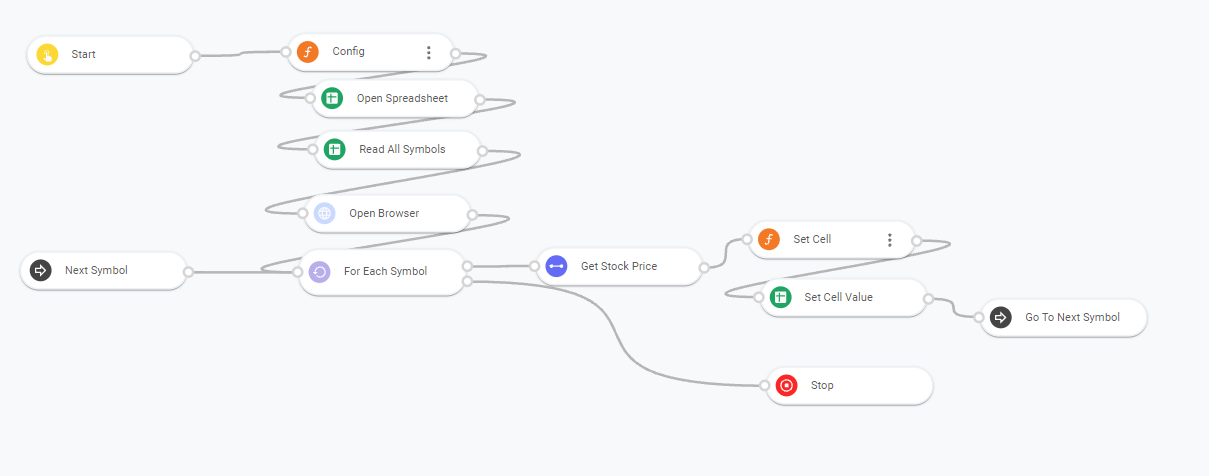 Start
Config
Open Spreadsheet
Read All Symbols
Open Browser
Next Symbol
For Each Symbol
Get Stock Price
Set Cell
Set Cell Value
Go To Next Symbol
Stop